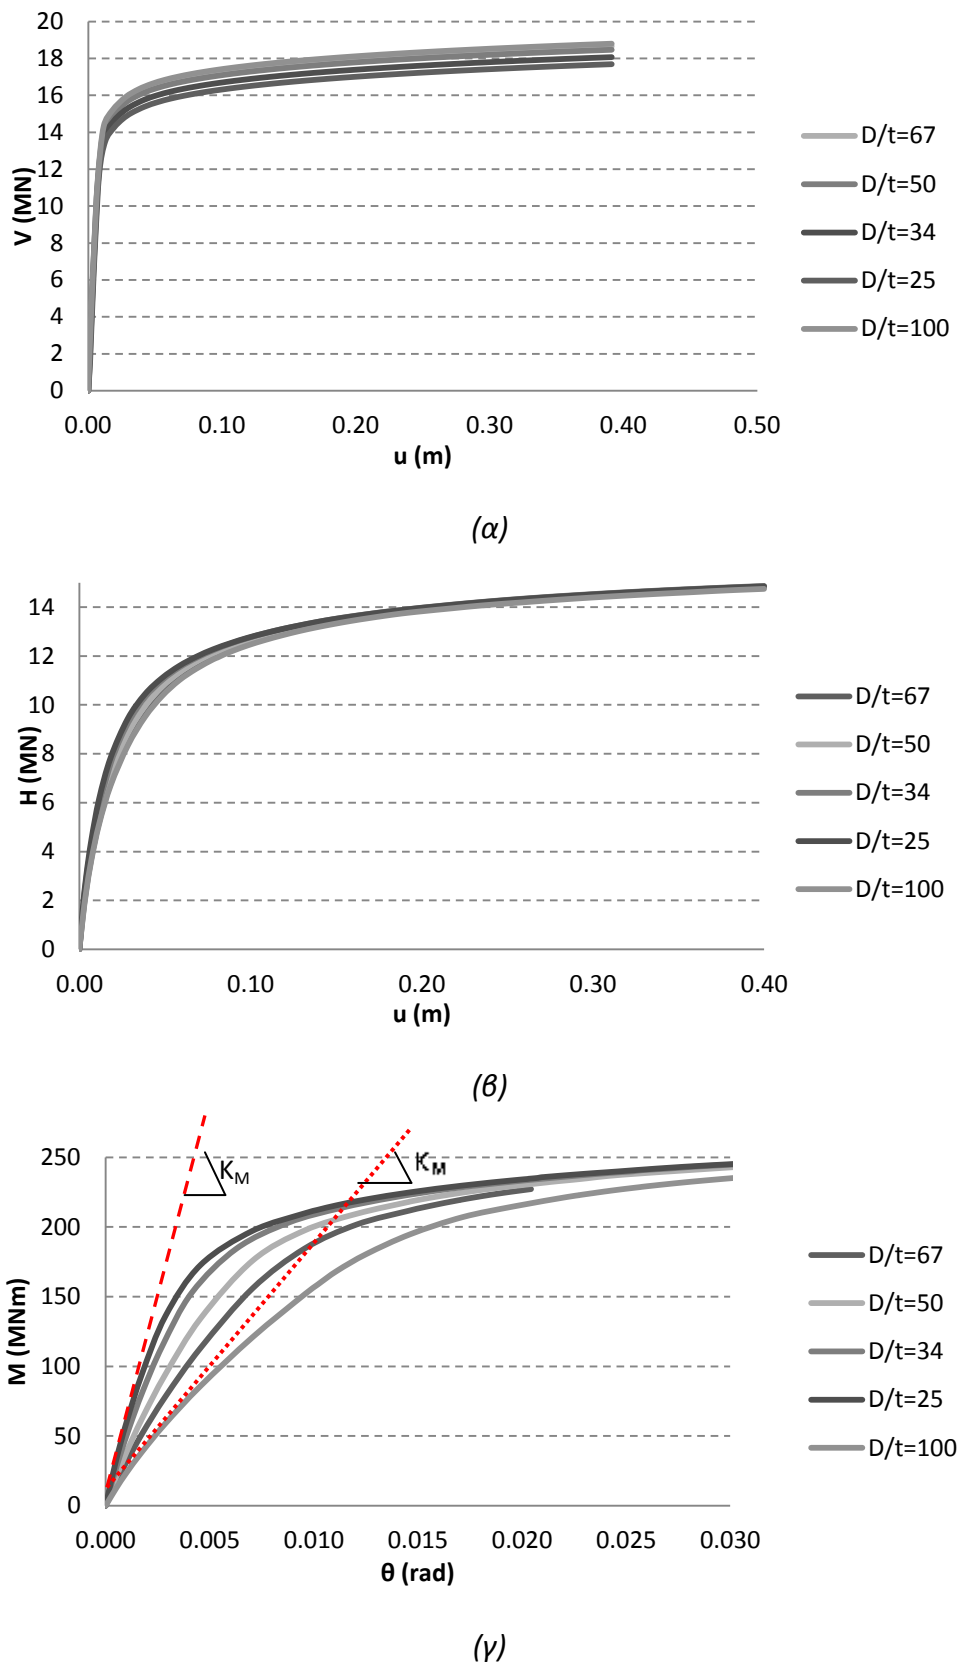 20
18
16
14
12
10
8
6
4
2
0
V (MN)
0.00 0.10 0.20 0.30 0.40 0.50
u (m)
D/t=67
D/t=50
D/t=34
D/t=25
D/t=100
(α)
14
12
10
8
6
4
2
0
H (MN)
0.00 0.10 0.20 0.30 0.40
u (m)
D/t=67
D/t=50
D/t=34
D/t=25
D/t=100
(β)
250
200
150
100
50
0
M (MNm)
K_M
K_M
0.000 0.005 0.010 0.015 0.020 0.025 0.030
θ (rad)
D/t=67
D/t=50
D/t=34
D/t=25
D/t=100
(γ)